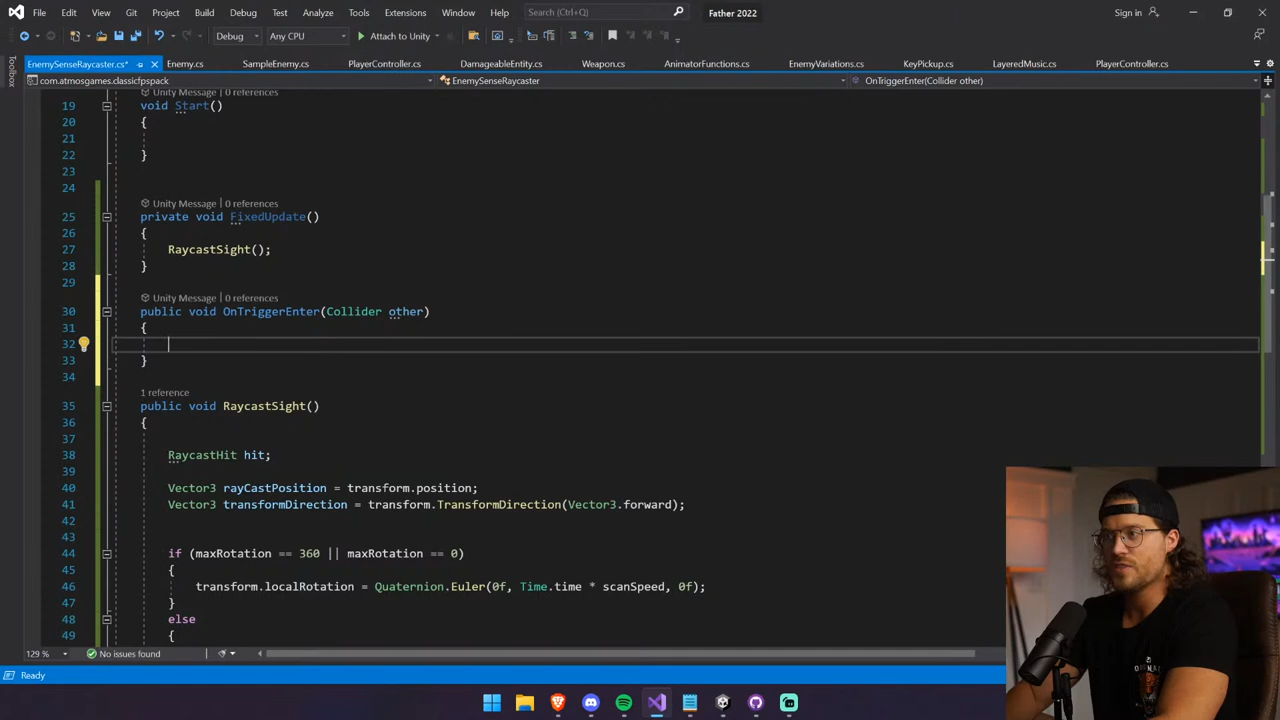 File Edit View Git Project Build Debug Test Analyze Tools Extensions Window Help Search (Ctrl+Q) Father 2022 Sign in
Debug Any CPU Attach to Unity
EnemySenseRaycaster.cs* Enemy.cs SampleEnemy.cs PlayerController.cs DamageableEntity.cs Weapon.cs AnimatorFunctions.cs EnemyVariations.cs KeyPickup.cs LayeredMusic.cs PlayerController.cs
Toolbox
com.atmosgames.classicfpspack EnemySenseRaycaster OnTriggerEnter(Collider other)
Unity Message | 0 references
19 void Start()
20 {
21
22 }
23
24
Unity Message | 0 references
25 private void FixedUpdate()
26 {
27 RaycastSight();
28 }
29
Unity Message | 0 references
30 public void OnTriggerEnter(Collider other)
31 {
32
33 }
34
1 reference
35 public void RaycastSight()
36 {
37
38 RaycastHit hit;
39
40 Vector3 rayCastPosition = transform.position;
41 Vector3 transformDirection = transform.TransformDirection(Vector3.forward);
42
43
44 if (maxRotation == 360 || maxRotation == 0)
45 {
46 transform.localRotation = Quaternion.Euler(0f, Time.time * scanSpeed, 0f);
47 }
48 else
49 {
129 % No issues found
Ready